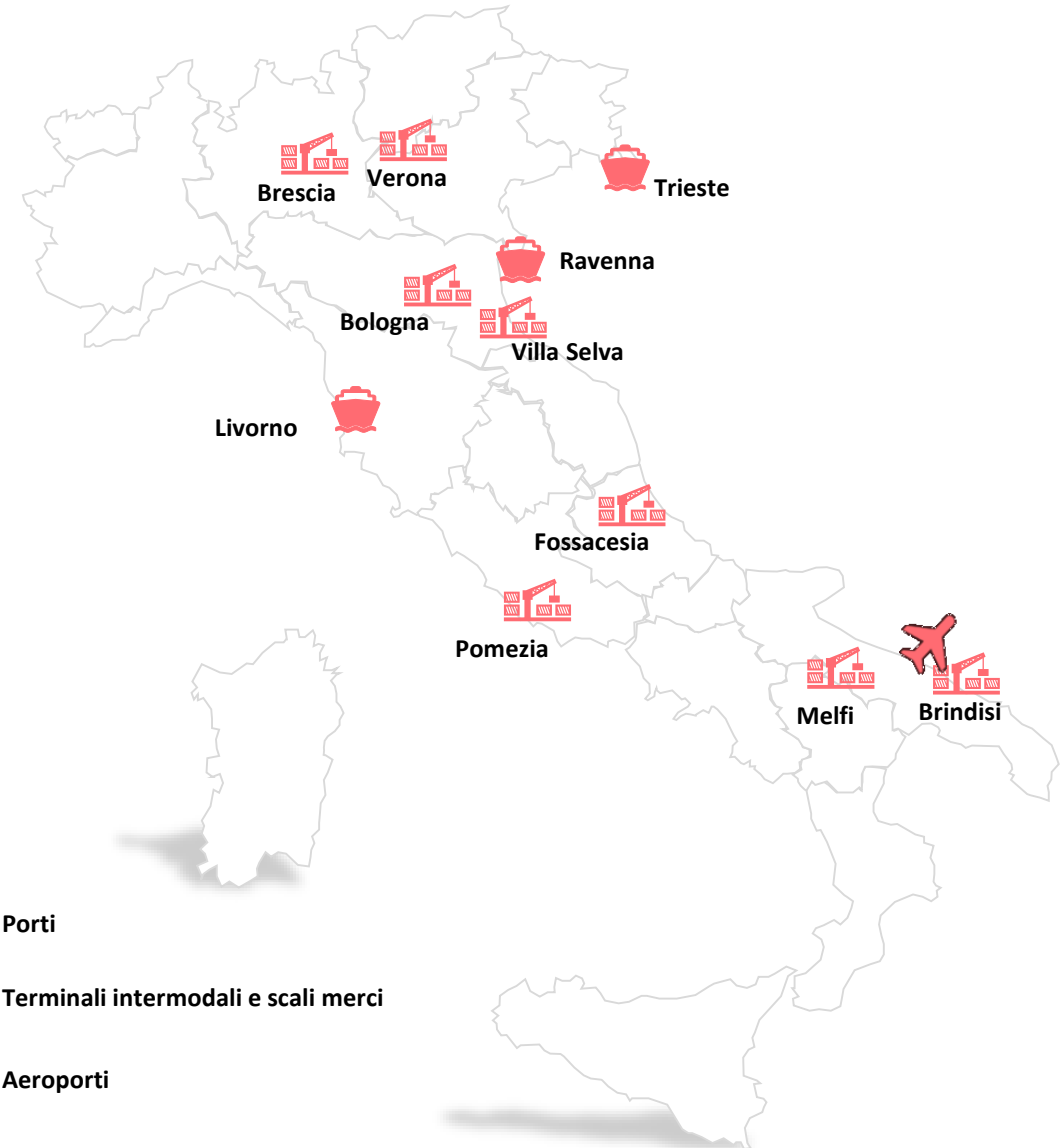 Brescia
Verona
Trieste
Ravenna
Bologna
Villa Selva
Livorno
Fossacesia
Pomezia
Melfi
Brindisi
Porti
Terminali intermodali e scali merci
Aeroporti